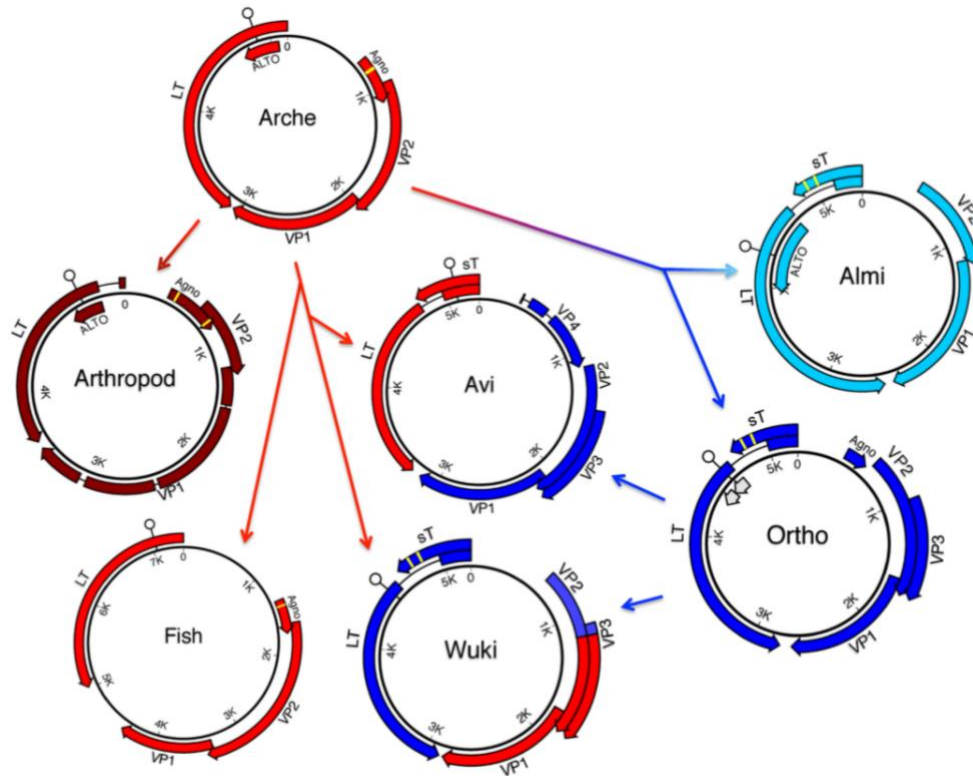 0
Agno
ALTO
LT
1K
4K
Arche
VP2
2K
3K
VP1
sT
VP2
0
5K
1K
ALTO
LT
Almi
2K
VP1
3K
0
Agno
ALTO
LT
VP2
1K
4K
Arthropod
2K
3K
VP1
sT
0
5K
VP4
1K
LT
VP2
4K
Avi
2K
VP3
3K
VP1
sT
0
5K
Agno
VP2
1K
LT
4K
Ortho
VP3
2K
3K
VP1
0
7K
LT
1K
Agno
6K
Fish
2K
5K
3K
4K
VP2
VP1
sT
0
5K
VP2
1K
VP3
LT
4K
Wuki
2K
3K
VP1